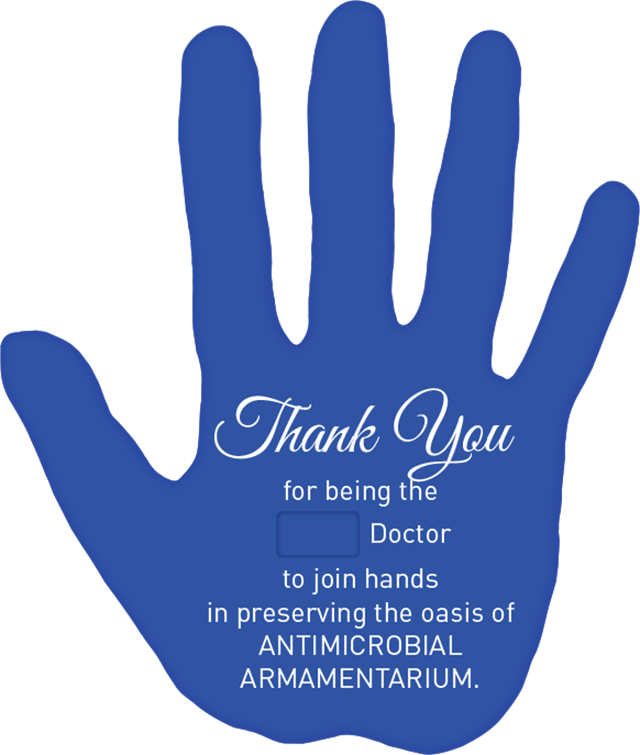 Thank You
for being the
Doctor
to join hands
in preserving the oasis of
ANTIMICROBIAL
ARMAMENTARIUM.